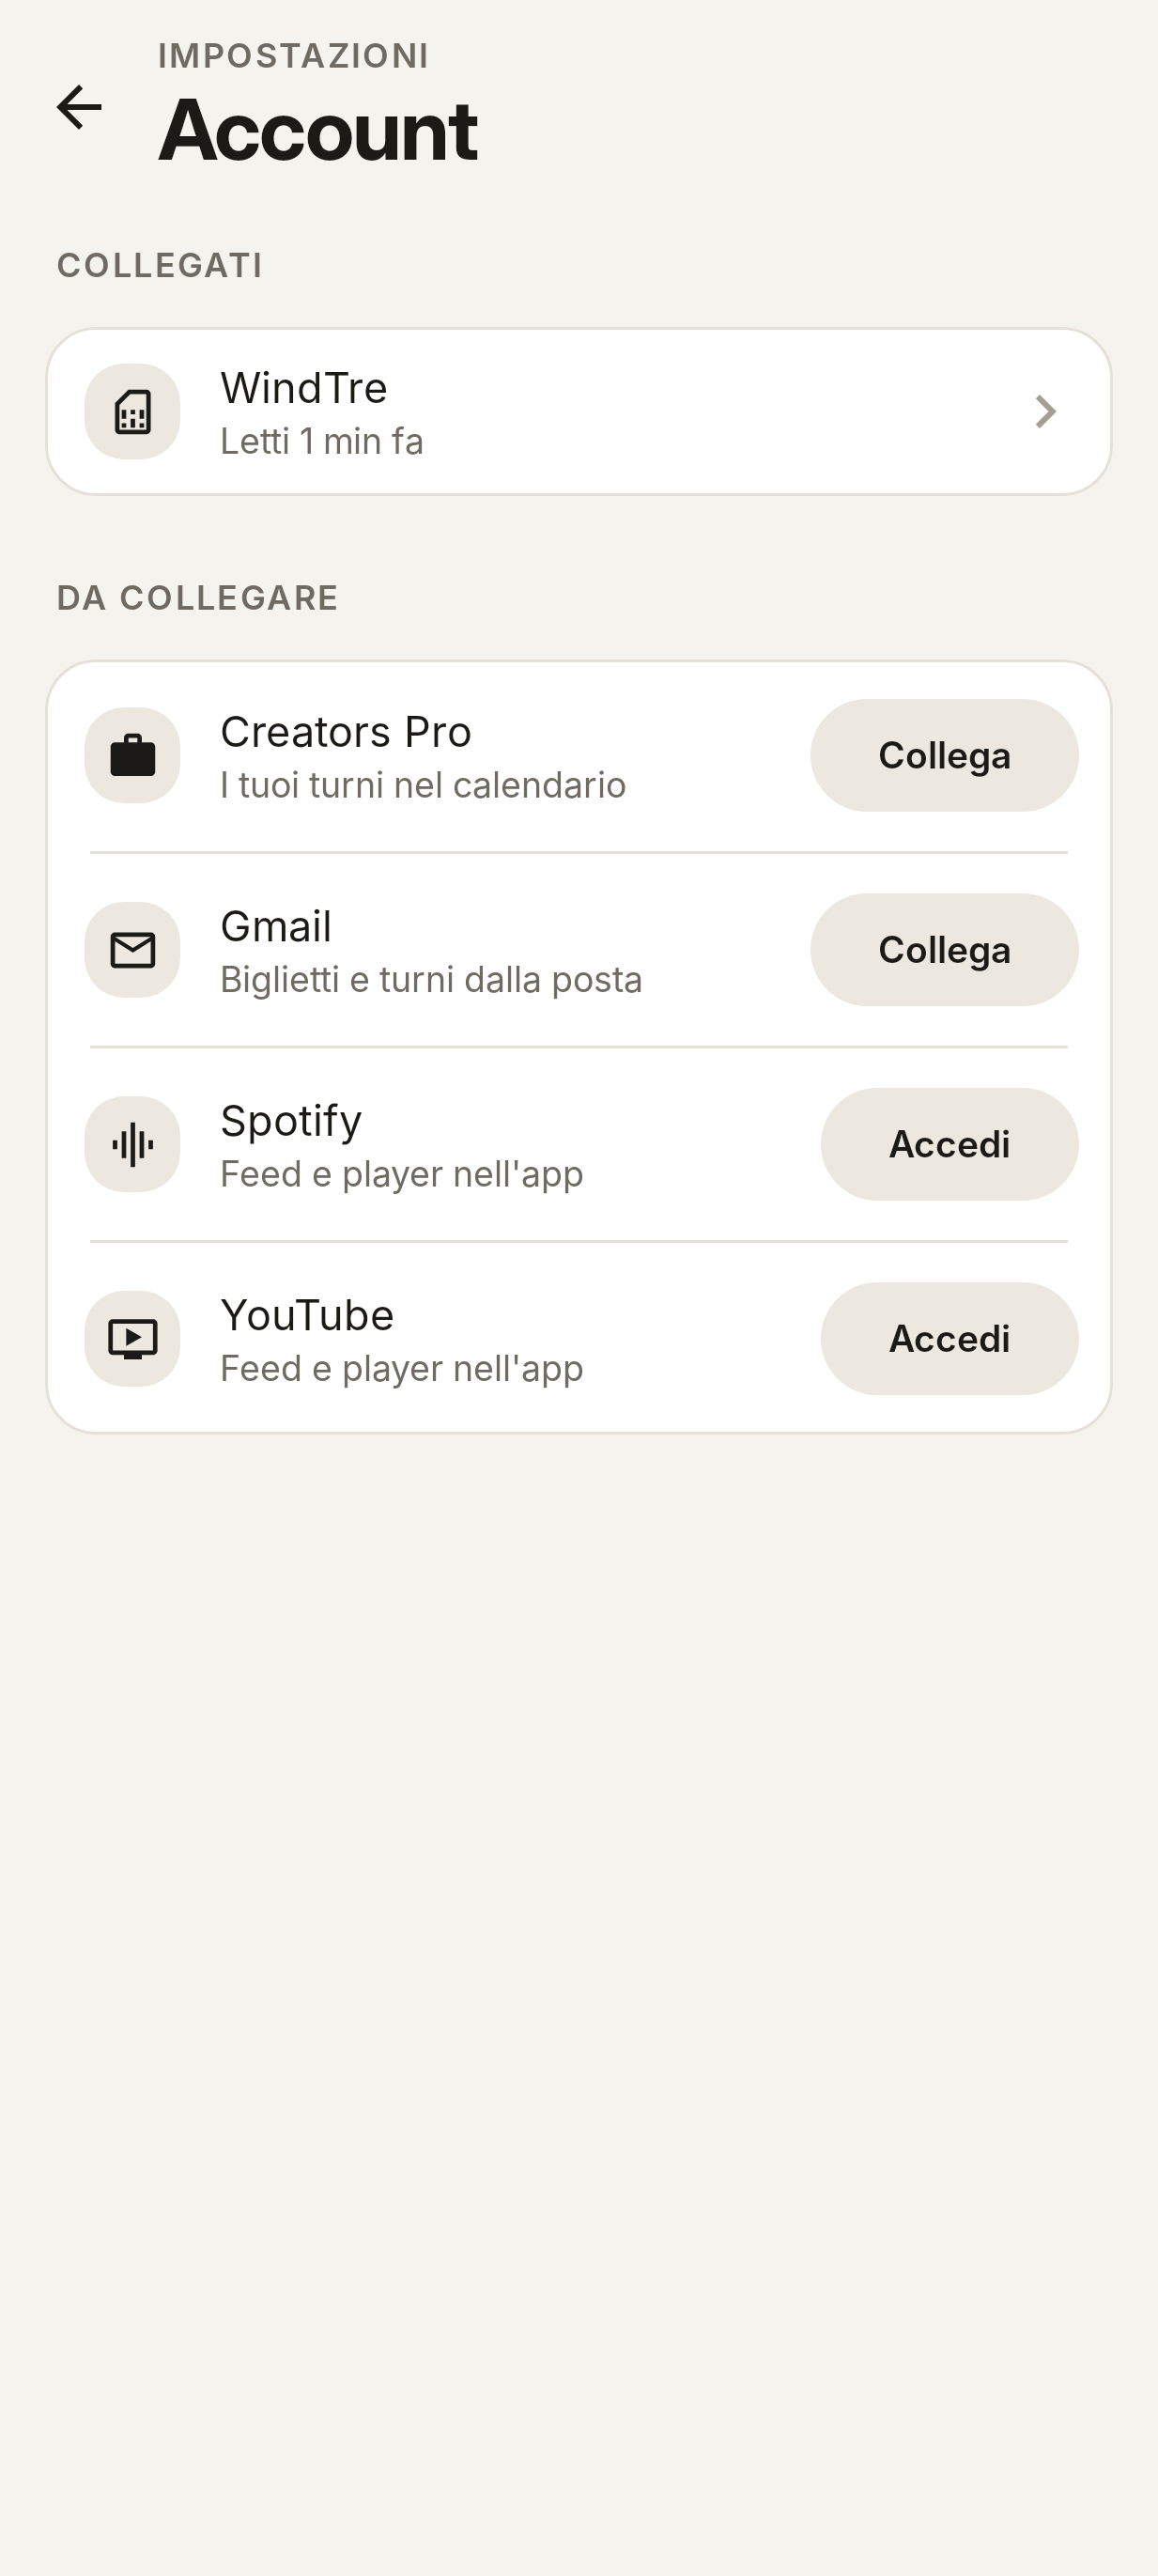 IMPOSTAZIONI
Account
COLLEGATI
WindTre
Letti 1 min fa
DA COLLEGARE
Creators Pro
I tuoi turni nel calendario
Collega
Gmail
Biglietti e turni dalla posta
Collega
Spotify
Feed e player nell'app
Accedi
YouTube
Feed e player nell'app
Accedi